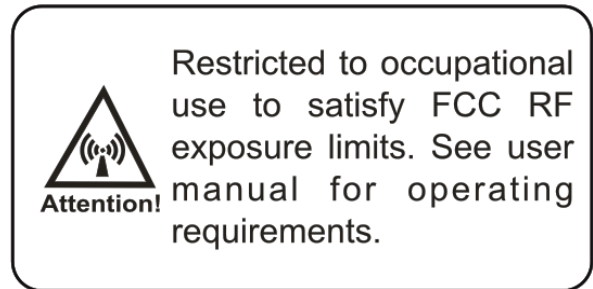 Restricted to occupational
use to satisfy FCC RF
exposure limits. See user
manual for operating
requirements.
Attention!